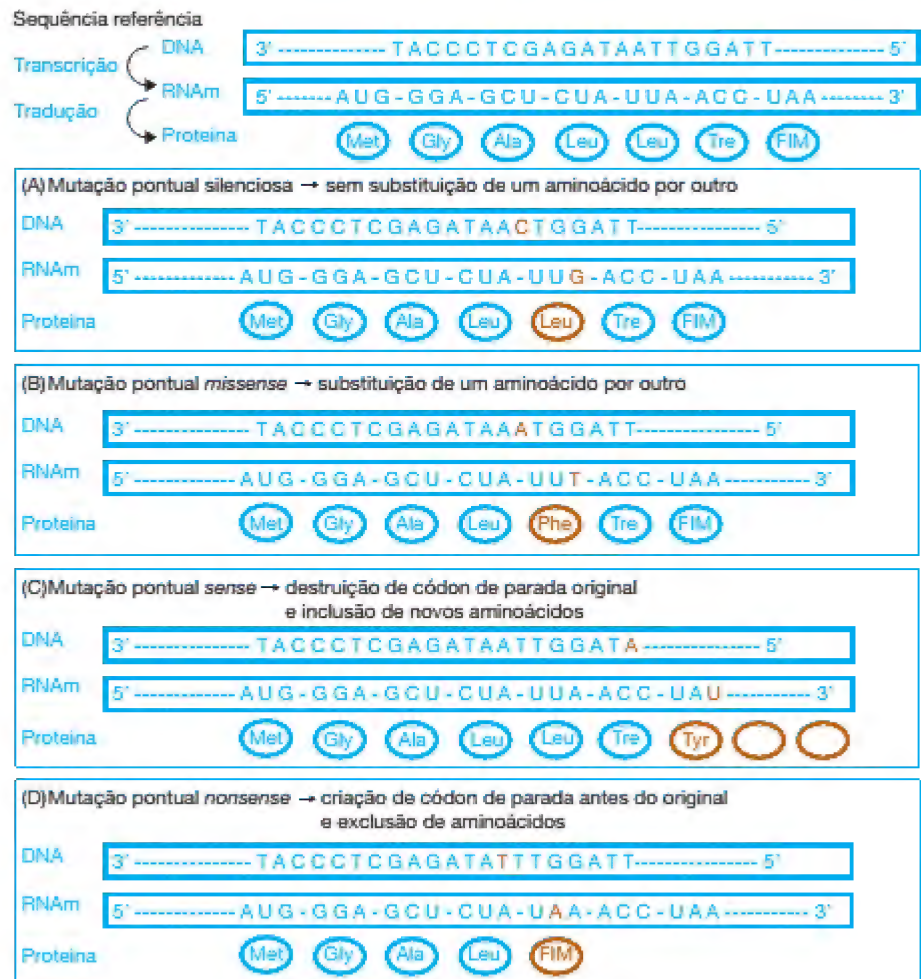 Sequência referência
DNA 3' --------------- TACCCTCGAGATAATTGGATT--------------- 5'
Transcrição
RNAm 5' -------AUG-GGA-GCU-CUA-UUA-ACC-UAA-------- 3'
Tradução
Proteína Met Gly Ala Leu Leu Tre FIM
(A) Mutação pontual silenciosa → sem substituição de um aminoácido por outro
DNA 3' --------------- TACCCTCGAGATAACTGGATT---------------- 5'
RNAm 5' ------------- AUG-GGA-GCU-CUA-UUG-ACC-UAA----------- 3'
Proteína Met Gly Ala Leu Leu Tre FIM
(B) Mutação pontual missense → substituição de um aminoácido por outro
DNA 3' --------------- TACCCTCGAGATAAATGGATT---------------- 5'
RNAm 5' ------------- AUG-GGA-GCU-CUA-UUT-ACC-UAA----------- 3'
Proteína Met Gly Ala Leu Phe Tre FIM
(C) Mutação pontual sense → destruição de códon de parada original
e inclusão de novos aminoácidos
DNA 3' --------------- TACCCTCGAGATAATTGGATA --------------- 5'
RNAm 5' ------------- AUG-GGA-GCU-CUA-UUA-ACC-UAU----------- 3'
Proteína Met Gly Ala Leu Leu Tre Tyr
(D) Mutação pontual nonsense → criação de códon de parada antes do original
e exclusão de aminoácidos
DNA 3' --------------- TACCCTCGAGATATTTGGATT---------------- 5'
RNAm 5' ------------- AUG-GGA-GCU-CUA-UAA-ACC-UAA----------- 3'
Proteína Met Gly Ala Leu FIM